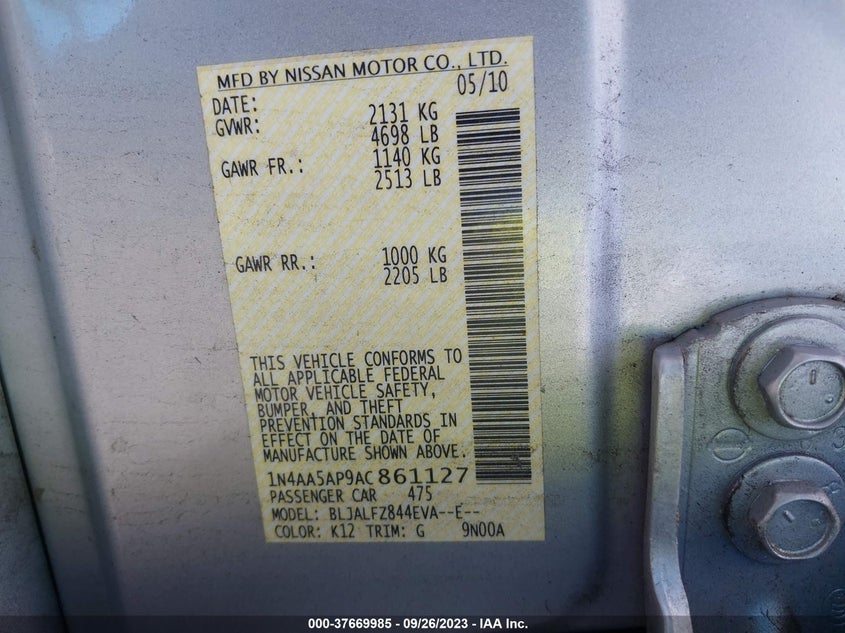 MFD BY NISSAN MOTOR CO., LTD.
DATE: 05/10
GVWR: 2131 KG
4698 LB
GAWR FR.: 1140 KG
2513 LB
GAWR RR.: 1000 KG
2205 LB
THIS VEHICLE CONFORMS TO
ALL APPLICABLE FEDERAL
MOTOR VEHICLE SAFETY,
BUMPER, AND THEFT
PREVENTION STANDARDS IN
EFFECT ON THE DATE OF
MANUFACTURE SHOWN ABOVE.
1N4AA5AP9AC861127
PASSENGER CAR 475
MODEL: BLJALFZ844EVA--E--
COLOR: K12 TRIM: G 9N00A
000-37669985 - 09/26/2023 - IAA Inc.